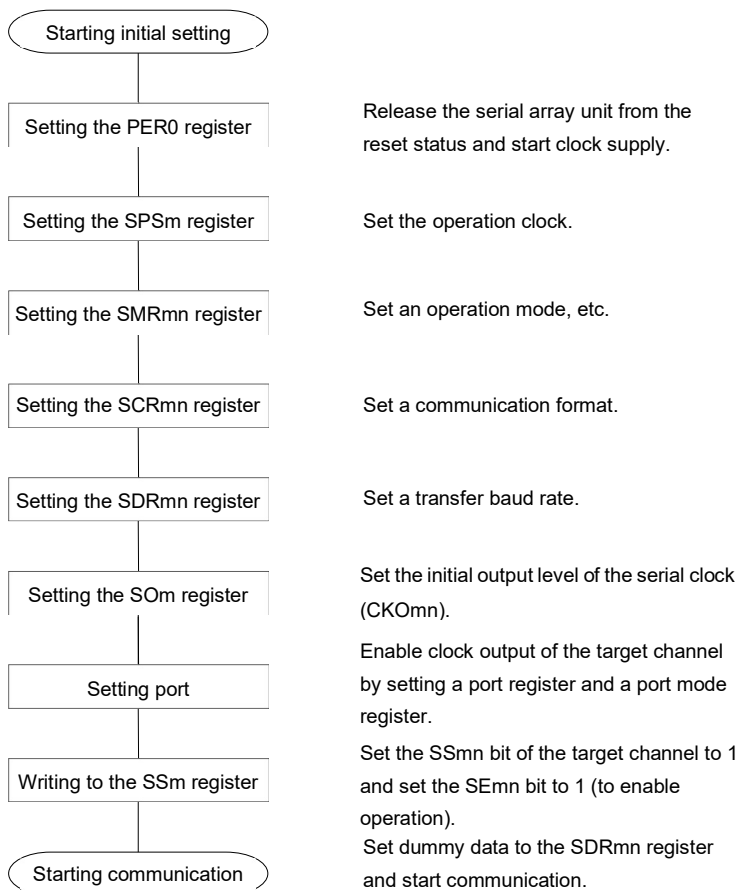 Starting initial setting
Setting the PER0 register
Release the serial array unit from the
reset status and start clock supply.
Setting the SPSm register
Set the operation clock.
Setting the SMRmn register
Set an operation mode, etc.
Setting the SCRmn register
Set a communication format.
Setting the SDRmn register
Set a transfer baud rate.
Setting the SOm register
Set the initial output level of the serial clock
(CKOmn).
Setting port
Enable clock output of the target channel
by setting a port register and a port mode
register.
Writing to the SSm register
Set the SSmn bit of the target channel to 1
and set the SEmn bit to 1 (to enable
operation).
Starting communication
Set dummy data to the SDRmn register
and start communication.